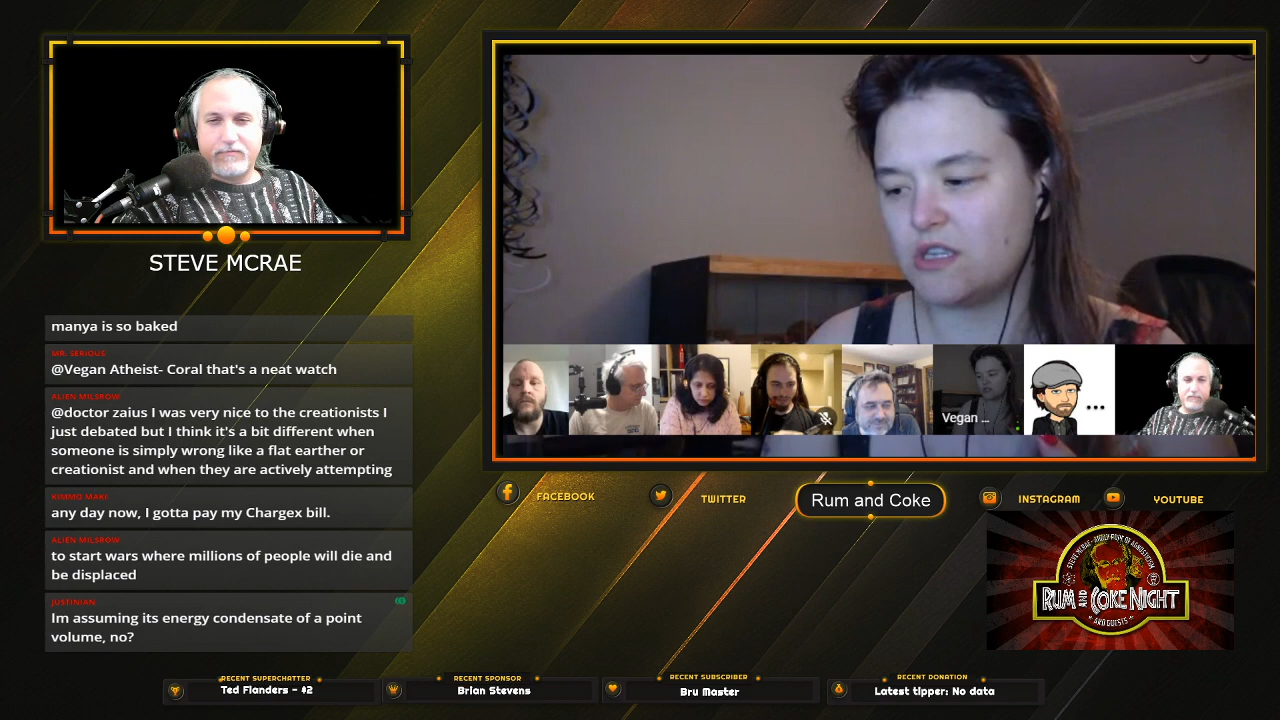 STEVE MCRAE
manya is so baked
MR. SERIOUS
@Vegan Atheist- Coral that's a neat watch
ALIEN MILSROW
@doctor zaius I was very nice to the creationists I
just debated but I think it's a bit different when
someone is simply wrong like a flat earther or
creationist and when they are actively attempting
KIMMO MAKI
any day now, I gotta pay my Chargex bill.
ALIEN MILSROW
to start wars where millions of people will die and
be displaced
JUSTINIAN
Im assuming its energy condensate of a point
volume, no?
Vegan ...
FACEBOOK
TWITTER
Rum and Coke
INSTAGRAM
YOUTUBE
RUM AND COKE NIGHT
AND GUESTS
RECENT SUPERCHATTER
Ted Flanders - $2
RECENT SPONSOR
Brian Stevens
RECENT SUBSCRIBER
Bru Master
RECENT DONATION
Latest tipper: No data